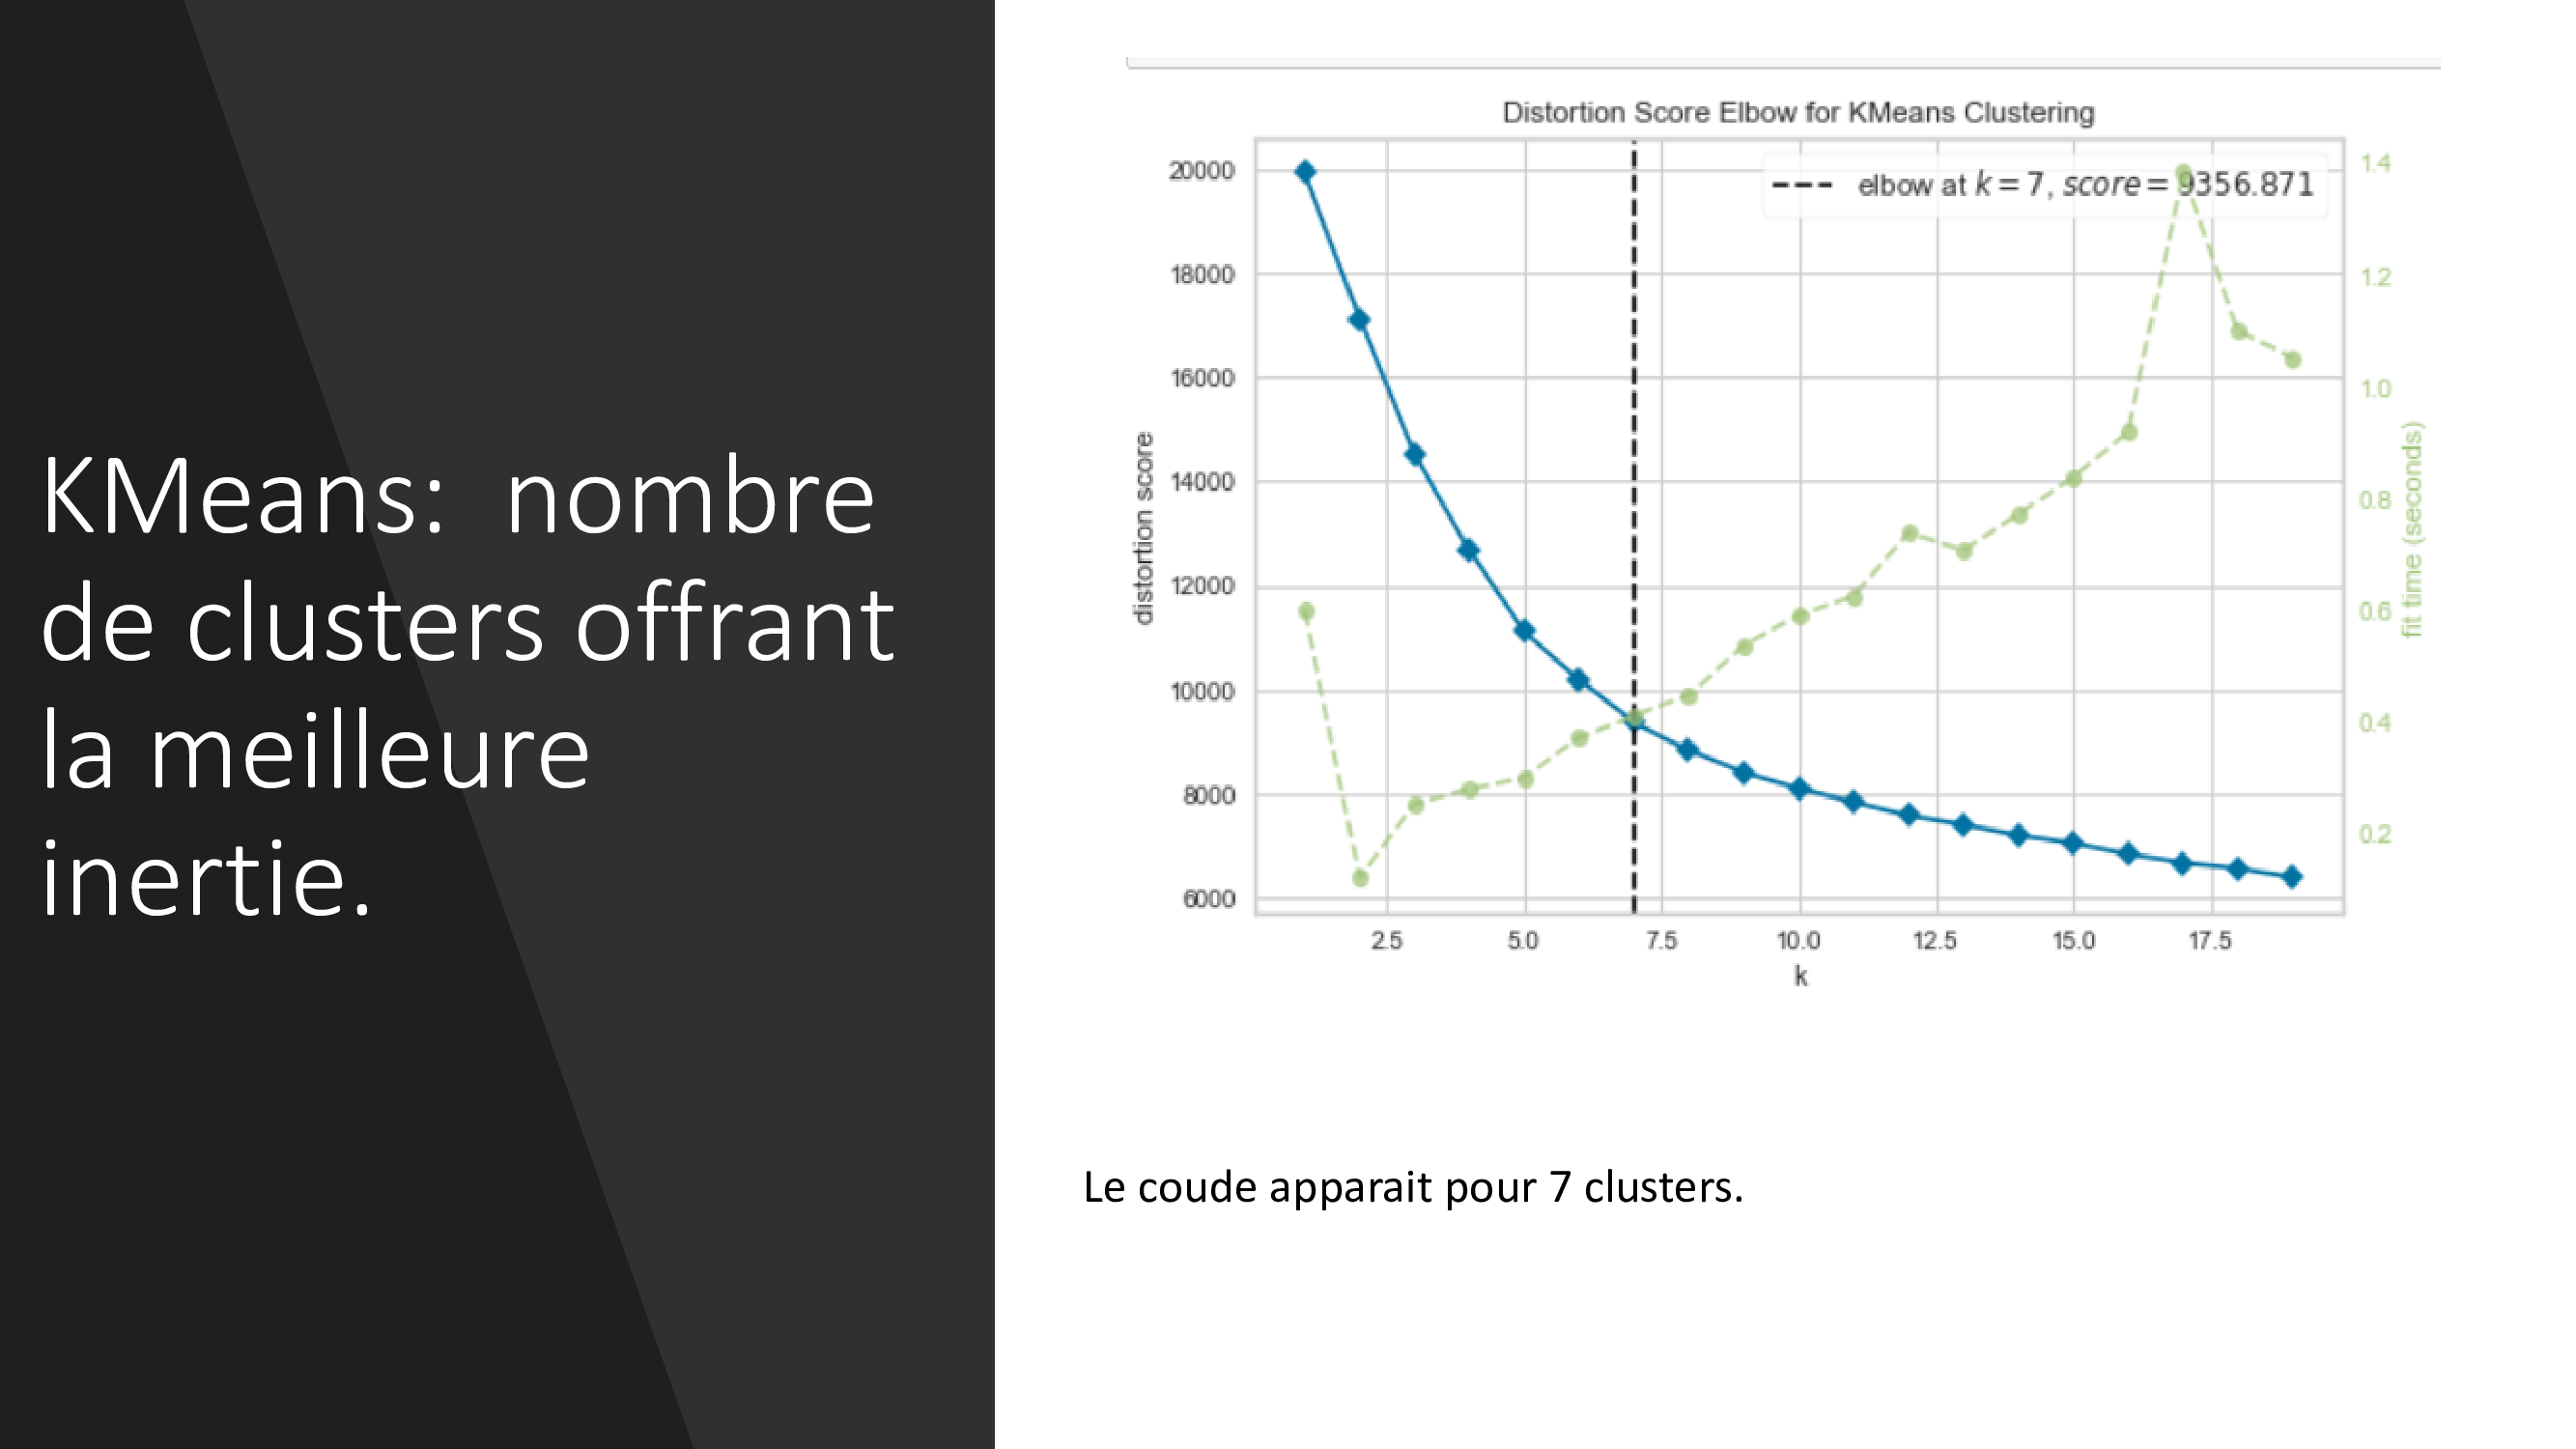 KMeans: nombre
de clusters offrant
la meilleure
inertie.
Distortion Score Elbow for KMeans Clustering
elbow at k = 7, score = 9356.871
distortion score
20000
18000
16000
14000
12000
10000
8000
6000
1.4
1.2
1.0
0.8
0.6
0.4
0.2
fit time (seconds)
2.5 5.0 7.5 10.0 12.5 15.0 17.5
k
Le coude apparait pour 7 clusters.